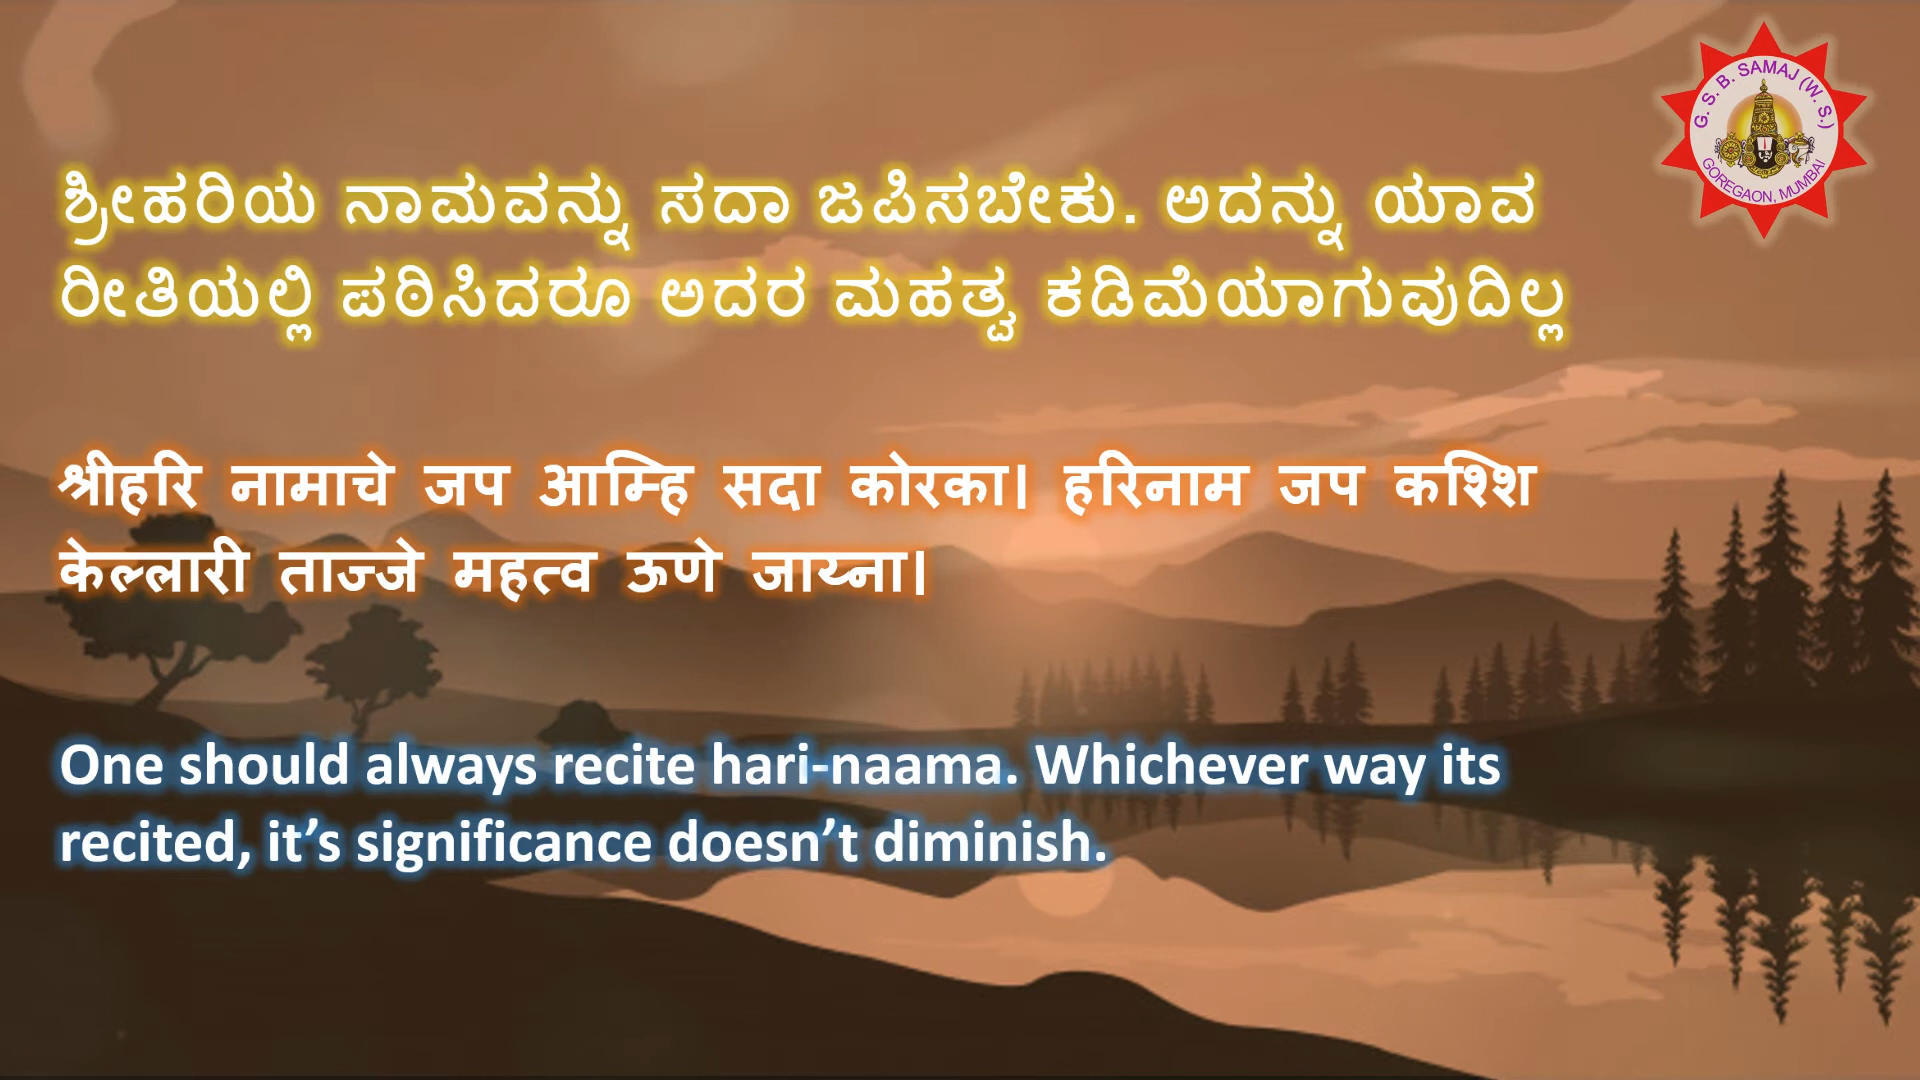 G. S. B. SAMAJ (W. S.)
GOREGAON, MUMBAI
ಶ್ರೀಹರಿಯ ನಾಮವನ್ನು ಸದಾ ಜಪಿಸಬೇಕು. ಅದನ್ನು ಯಾವ
ರೀತಿಯಲ್ಲಿ ಪಠಿಸಿದರೂ ಅದರ ಮಹತ್ವ ಕಡಿಮೆಯಾಗುವುದಿಲ್ಲ
श्रीहरि नामाचे जप आम्हि सदा कोरका। हरिनाम जप कश्शि
केल्लारी ताज्जे महत्व ऊणे जाय्ना।
One should always recite hari-naama. Whichever way its
recited, it’s significance doesn’t diminish.